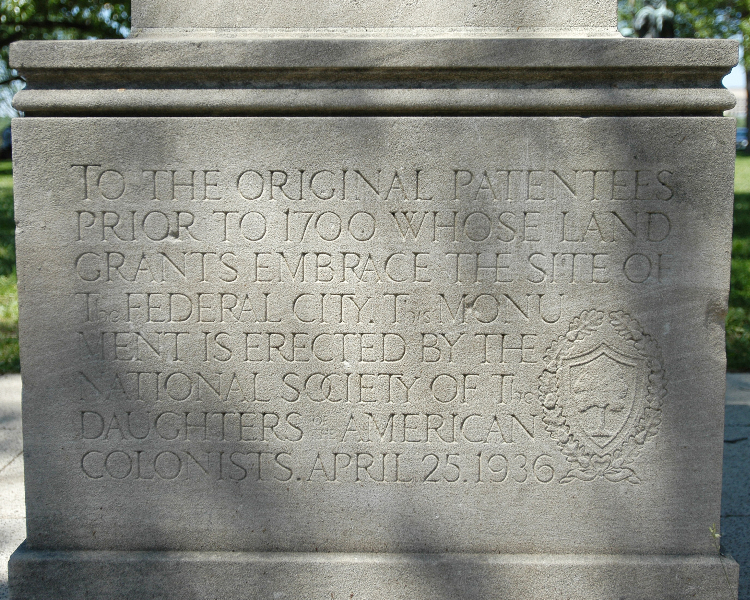 TO THE ORIGINAL PATENTEES
PRIOR TO 1700 WHOSE LAND
GRANTS EMBRACE THE SITE OF
THE FEDERAL CITY. THIS MONU
MENT IS ERECTED BY THE
NATIONAL SOCIETY OF THE
DAUGHTERS OF AMERICAN
COLONISTS. APRIL 25. 1936